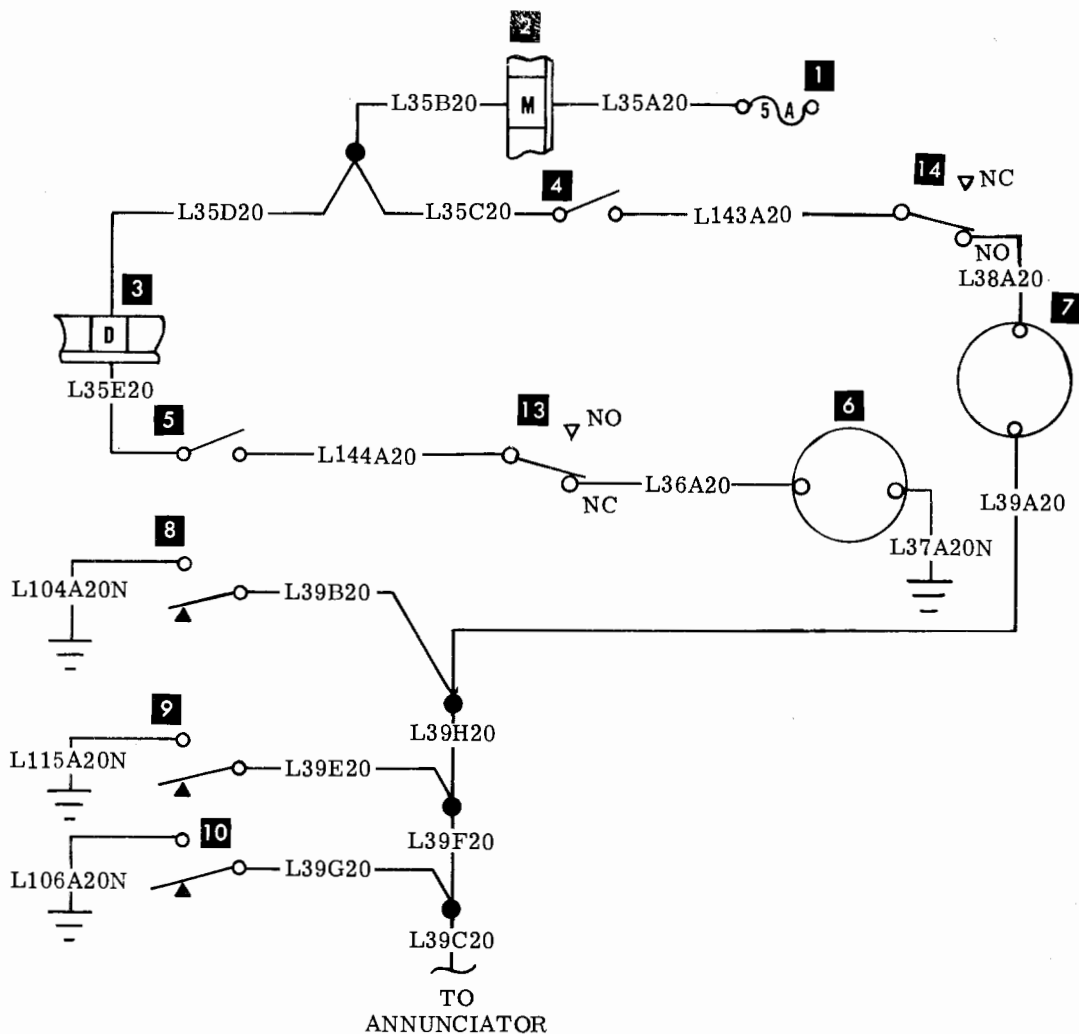 2
1
L35B20
M
L35A20
5 A
14
NC
4
L35D20
L35C20
L143A20
NO
L38A20
3
7
D
L35E20
5
13
NO
6
L144A20
L36A20
NC
L39A20
8
L37A20N
L104A20N
L39B20
9
L39H20
L115A20N
L39E20
10
L39F20
L106A20N
L39G20
L39C20
TO
ANNUNCIATOR